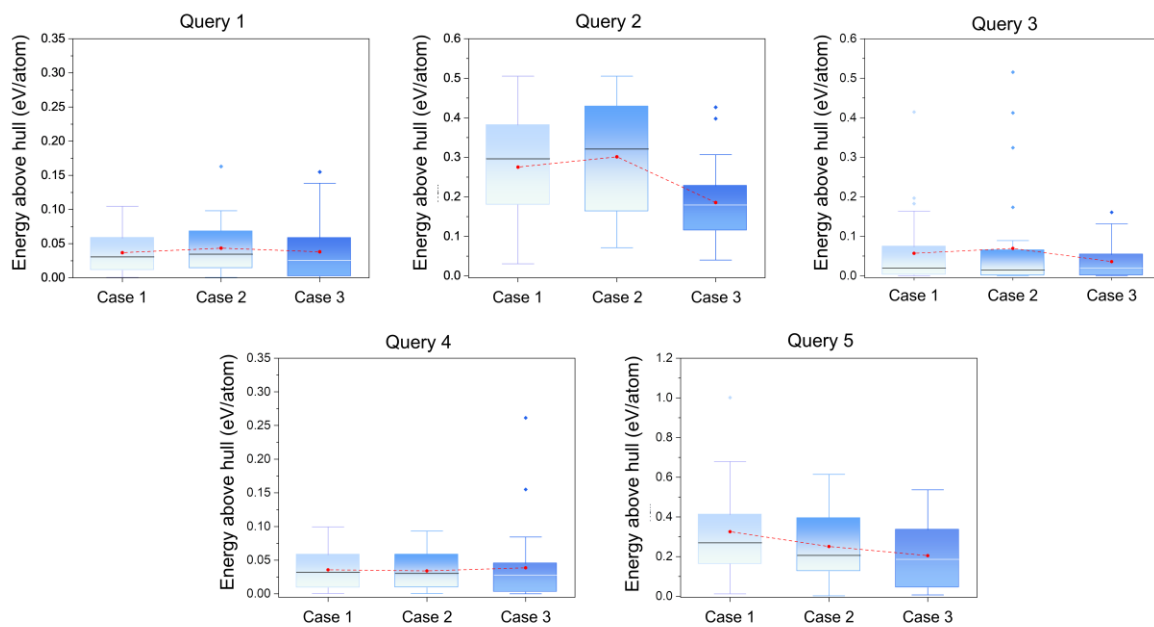 Query 1
Energy above hull (eV/atom)
0.35
0.30
0.25
0.20
0.15
0.10
0.05
0.00
Case 1 Case 2 Case 3
Query 2
Energy above hull (eV/atom)
0.6
0.5
0.4
0.3
0.2
0.1
0.0
Case 1 Case 2 Case 3
Query 3
Energy above hull (eV/atom)
0.6
0.5
0.4
0.3
0.2
0.1
0.0
Case 1 Case 2 Case 3
Query 4
Energy above hull (eV/atom)
0.35
0.30
0.25
0.20
0.15
0.10
0.05
0.00
Case 1 Case 2 Case 3
Query 5
Energy above hull (eV/atom)
1.2
1.0
0.8
0.6
0.4
0.2
0.0
Case 1 Case 2 Case 3